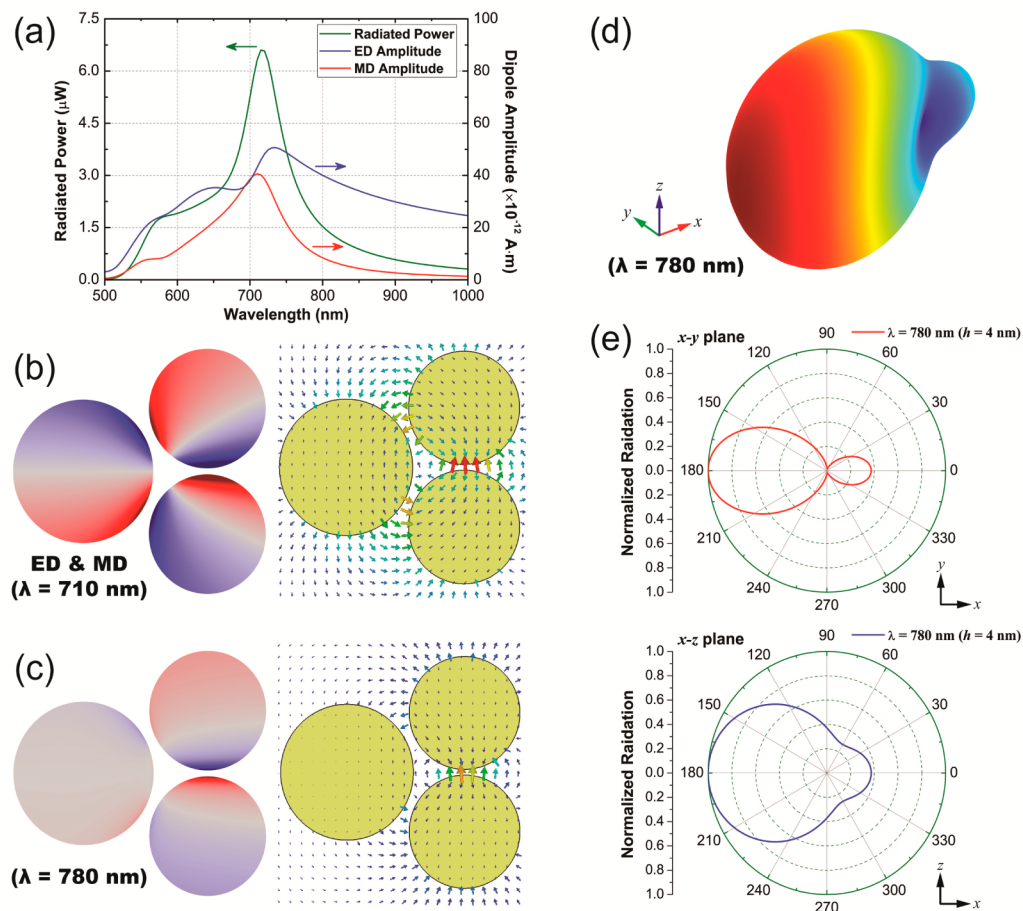 (a)
7.5
6.0
4.5
3.0
1.5
0.0
Radiated Power (μW)
500 600 700 800 900 1000
Wavelength (nm)
100
80
60
40
20
0
Dipole Amplitude (×10⁻¹² A·m)
Radiated Power
ED Amplitude
MD Amplitude
(b)
ED & MD
(λ = 710 nm)
(c)
(λ = 780 nm)
(d)
z
y
x
(λ = 780 nm)
(e)
x-y plane
λ = 780 nm (h = 4 nm)
Normalized Raidation
1.0
0.8
0.6
0.4
0.2
0.0
0.2
0.4
0.6
0.8
1.0
90
120
60
150
30
180
0
210
330
240
300
270
y
x
x-z plane
λ = 780 nm (h = 4 nm)
Normalized Raidation
1.0
0.8
0.6
0.4
0.2
0.0
0.2
0.4
0.6
0.8
1.0
90
120
60
150
30
180
0
210
330
240
300
270
z
x